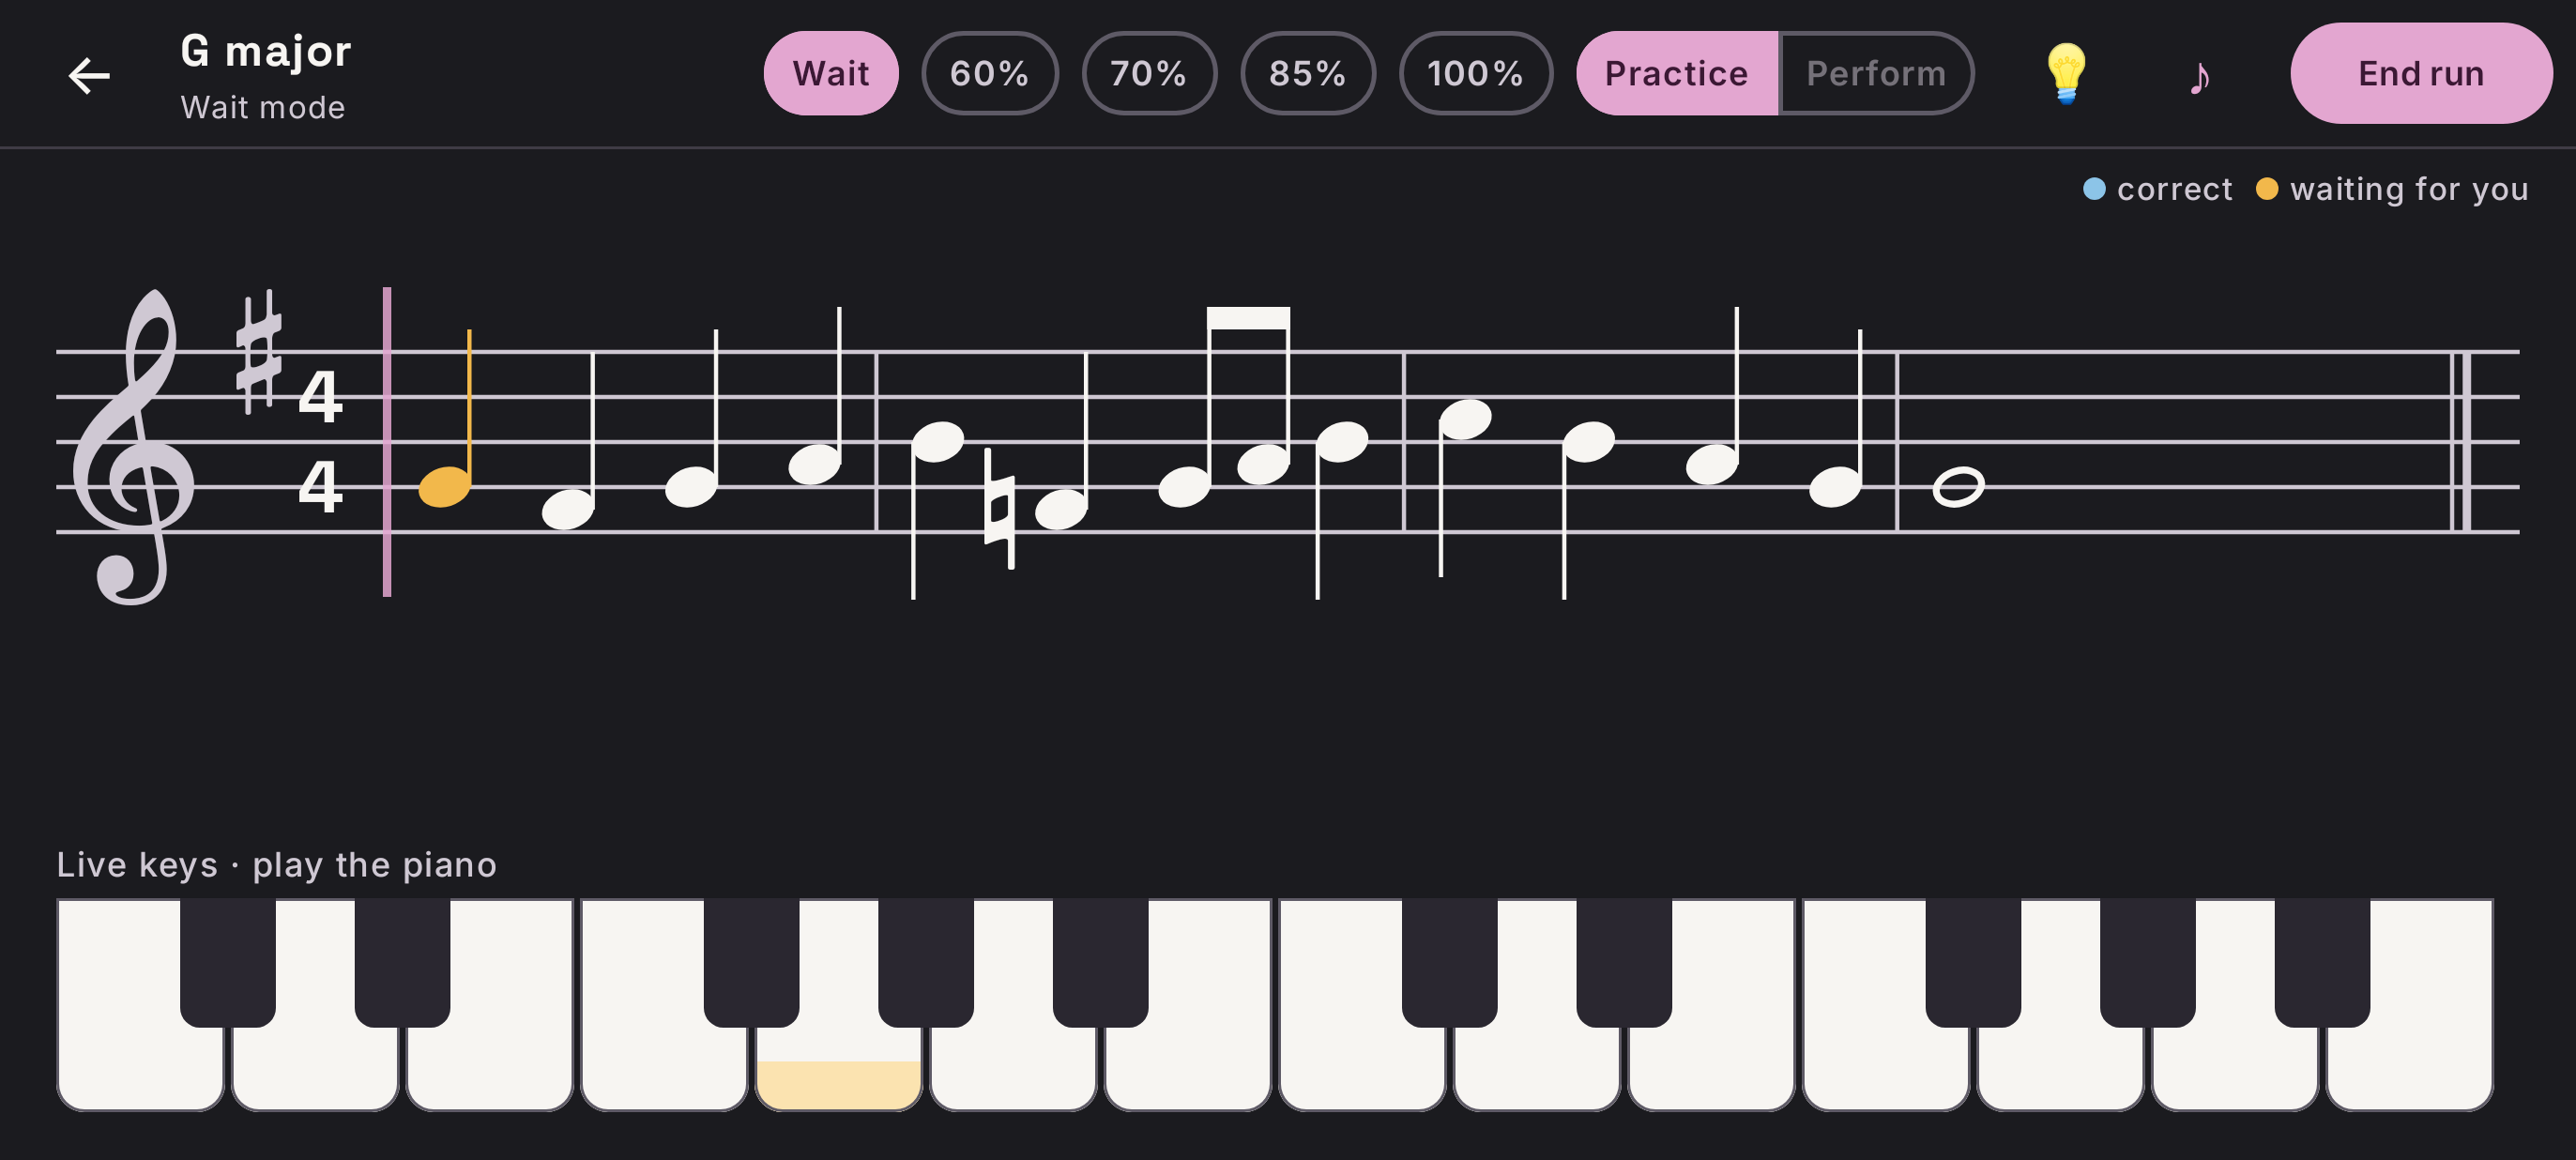 G major
Wait mode
Wait
60%
70%
85%
100%
Practice
Perform
End run
correct
waiting for you
4
4
Live keys · play the piano